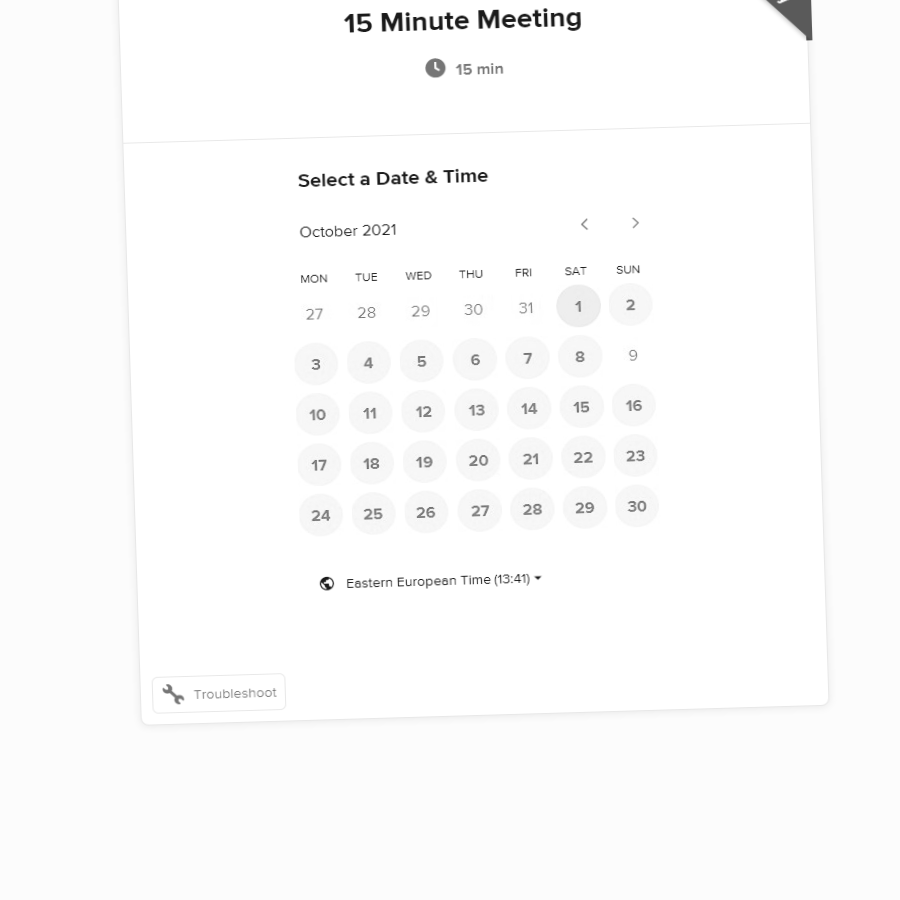 15 Minute Meeting
15 min
Select a Date & Time
October 2021
MON TUE WED THU FRI SAT SUN
27 28 29 30 31 1 2
3 4 5 6 7 8 9
10 11 12 13 14 15 16
17 18 19 20 21 22 23
24 25 26 27 28 29 30
Eastern European Time (13:41)
Troubleshoot